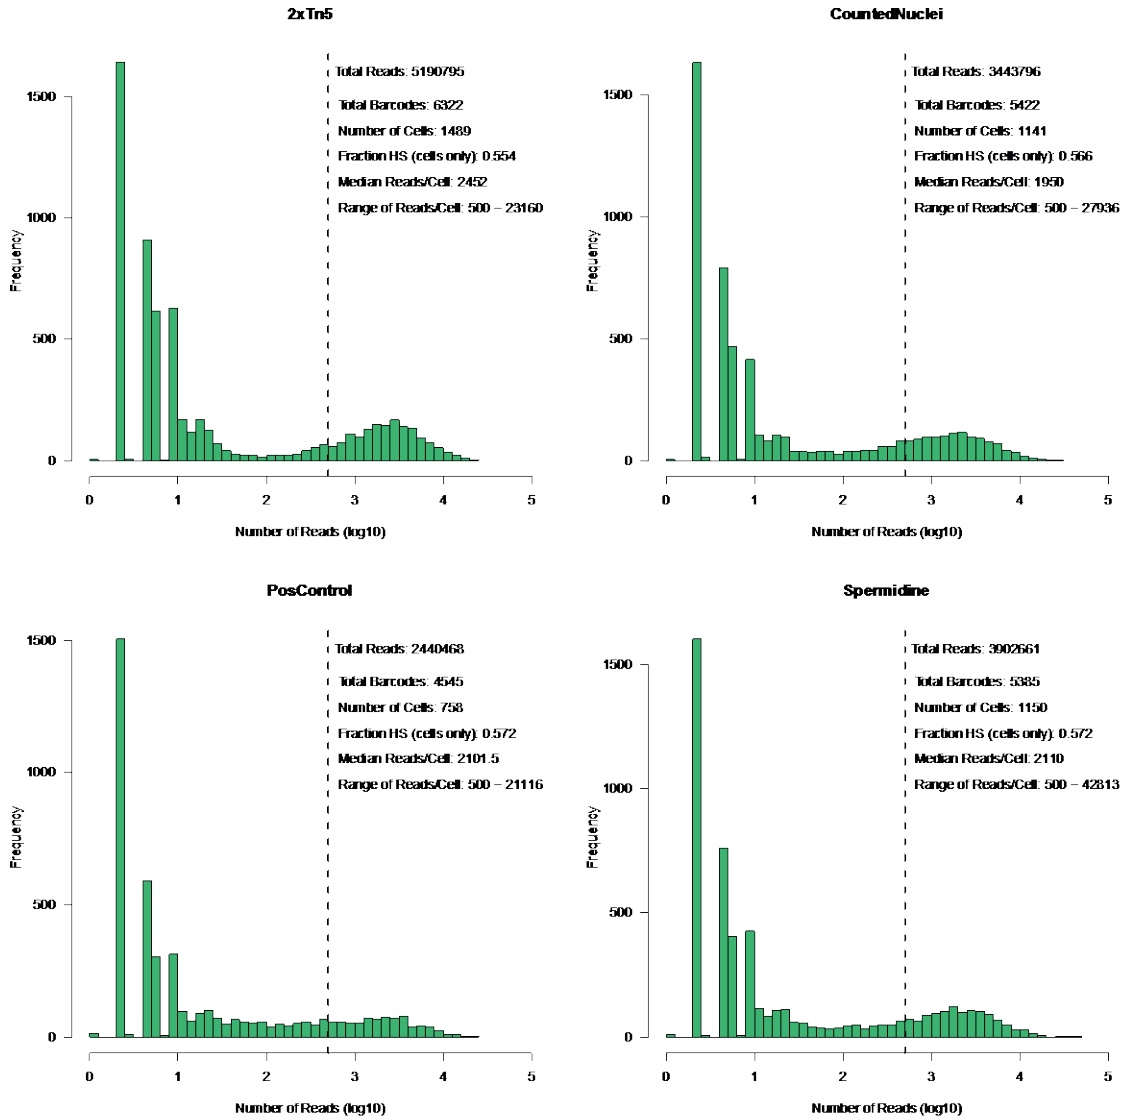 2xTn5
Total Reads: 5190795
Total Barcodes: 6322
Number of Cells: 1489
Fraction HS (cells only): 0.554
Median Reads/Cell: 2452
Range of Reads/Cell: 500 – 23160
Frequency
0
500
1000
1500
0 1 2 3 4 5
Number of Reads (log10)
CountedNuclei
Total Reads: 3443796
Total Barcodes: 5422
Number of Cells: 1141
Fraction HS (cells only): 0.566
Median Reads/Cell: 1950
Range of Reads/Cell: 500 – 27936
Frequency
0
500
1000
1500
0 1 2 3 4 5
Number of Reads (log10)
PosControl
Total Reads: 2440468
Total Barcodes: 4545
Number of Cells: 758
Fraction HS (cells only): 0.572
Median Reads/Cell: 2101.5
Range of Reads/Cell: 500 – 21116
Frequency
0
500
1000
1500
0 1 2 3 4 5
Number of Reads (log10)
Spermidine
Total Reads: 3902661
Total Barcodes: 5385
Number of Cells: 1150
Fraction HS (cells only): 0.572
Median Reads/Cell: 2110
Range of Reads/Cell: 500 – 42813
Frequency
0
500
1000
1500
0 1 2 3 4 5
Number of Reads (log10)